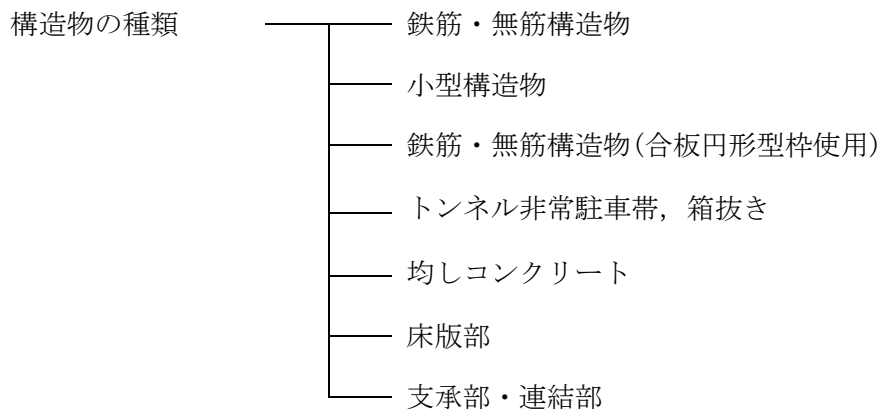 構造物の種類
鉄筋・無筋構造物
小型構造物
鉄筋・無筋構造物(合板円形型枠使用)
トンネル非常駐車帯，箱抜き
均しコンクリート
床版部
支承部・連結部